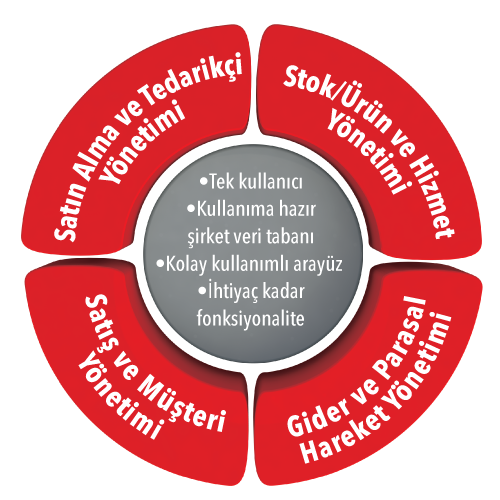 Satın Alma ve Tedarikçi
Yönetimi
Stok/Ürün ve Hizmet
Yönetimi
•Tek kullanıcı
•Kullanıma hazır
şirket veri tabanı
•Kolay kullanımlı arayüz
•İhtiyaç kadar
fonksiyonalite
Satış ve Müşteri
Yönetimi
Gider ve Parasal
Hareket Yönetimi